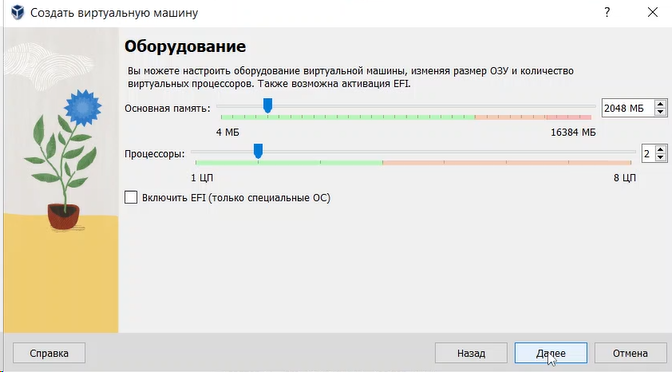 Создать виртуальную машину
Оборудование
Вы можете настроить оборудование виртуальной машины, изменяя размер ОЗУ и количество
виртуальных процессоров. Также возможна активация EFI.
Основная память:
2048 МБ
4 МБ
16384 МБ
Процессоры:
2
1 ЦП
8 ЦП
Включить EFI (только специальные ОС)
Справка
Назад
Далее
Отмена